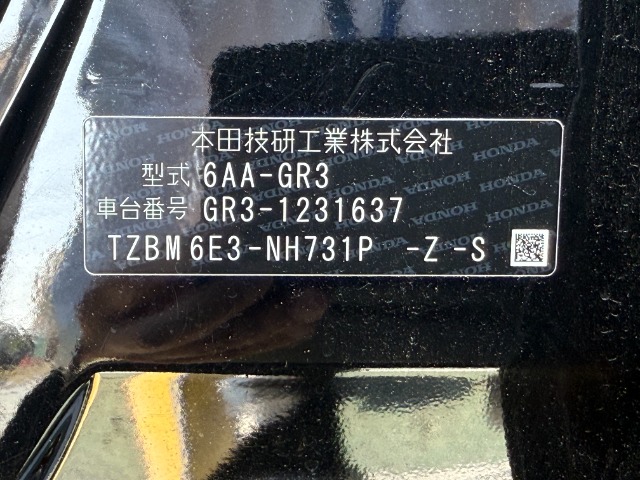 本田技研工業株式会社
型式 6AA-GR3
車台番号 GR3-1231637
TZBM6E3-NH731P -Z-S